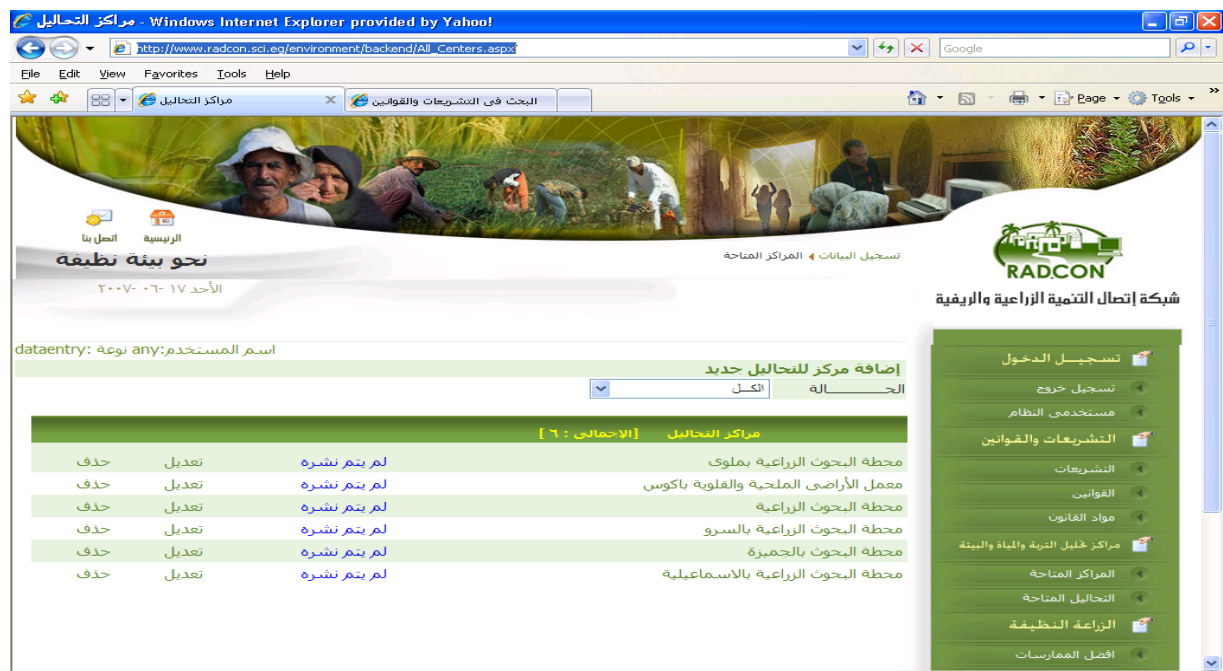 مراكز التحاليل - Windows Internet Explorer provided by Yahoo!
http://www.radcon.sci.eg/environment/backend/All_Centers.aspx
Google
File Edit View Favorites Tools Help
مراكز التحاليل
البحث فى التشريعات والقوانين
Page Tools
الرئيسية
اتصل بنا
نحو بيئة نظيفة
الأحد ١٧ -٠٦ -٢٠٠٧
تسجيل البيانات المراكز المتاحة
RADCON
شبكة إتصال التنمية الزراعية والريفية
اسم المستخدم:any نوعة :dataentry
إضافة مركز للتحاليل جديد
الحـــــــــالة الكــل
مراكز التحاليل [الإجمالى : ٦ ]
محطة البحوث الزراعية بملوى لم يتم نشره تعديل حذف
معمل الأراضى الملحية والقلوية باكوس لم يتم نشره تعديل حذف
محطة البحوث الزراعية لم يتم نشره تعديل حذف
محطة البحوث الزراعية بالسرو لم يتم نشره تعديل حذف
محطة البحوث بالجميزة لم يتم نشره تعديل حذف
محطة البحوث الزراعية بالاسماعيلية لم يتم نشره تعديل حذف
تسجيــــل الدخول
تسجيل خروج
مستخدمى النظام
التشريعات والقوانين
التشريعات
القوانين
مواد القانون
مراكز تحليل التربة والمياة والبيئة
المراكز المتاحة
التحاليل المتاحة
الزراعة النظيفة
افضل الممارسات